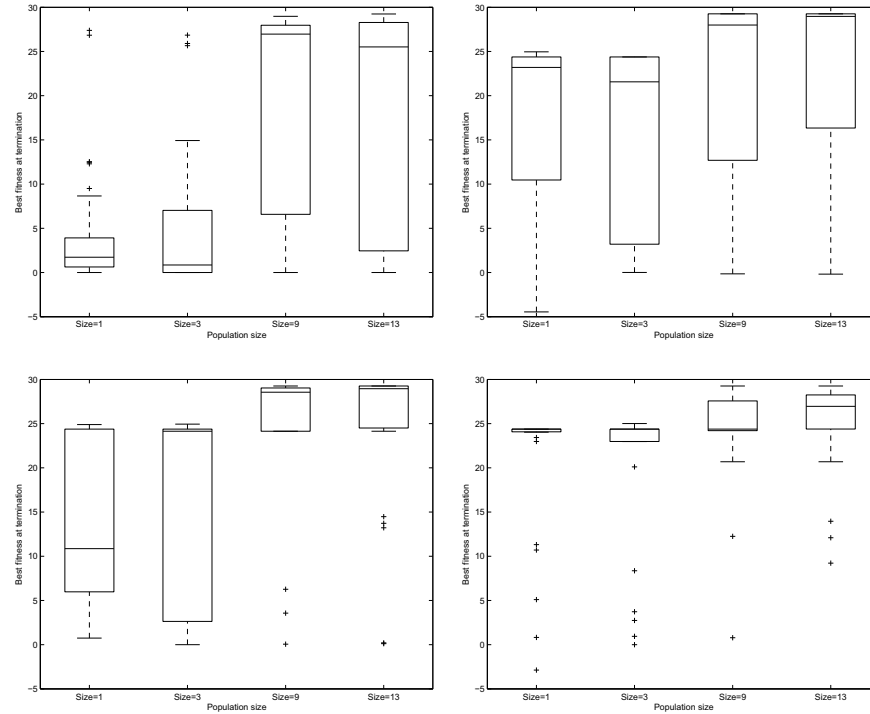 30
25
20
15
10
5
0
−5
Best fitness at termination
Size=1 Size=3 Size=9 Size=13
Population size
30
25
20
15
10
5
0
−5
Best fitness at termination
Size=1 Size=3 Size=9 Size=13
Population size
30
25
20
15
10
5
0
−5
Best fitness at termination
Size=1 Size=3 Size=9 Size=13
Population size
30
25
20
15
10
5
0
−5
Best fitness at termination
Size=1 Size=3 Size=9 Size=13
Population size